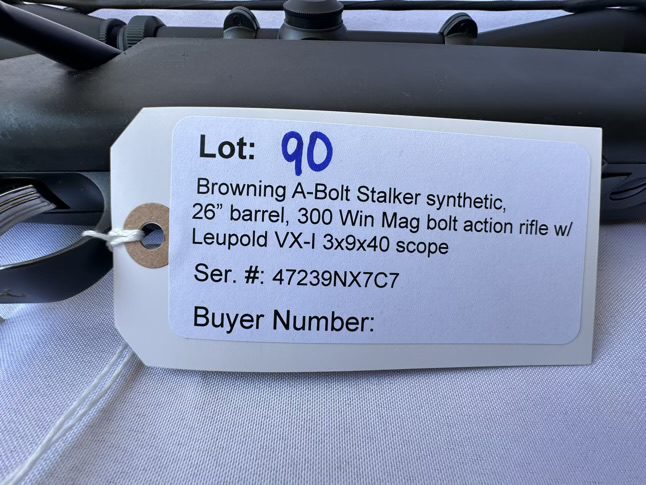 Lot: 90
Browning A-Bolt Stalker synthetic,
26” barrel, 300 Win Mag bolt action rifle w/
Leupold VX-I 3x9x40 scope
Ser. #: 47239NX7C7
Buyer Number: